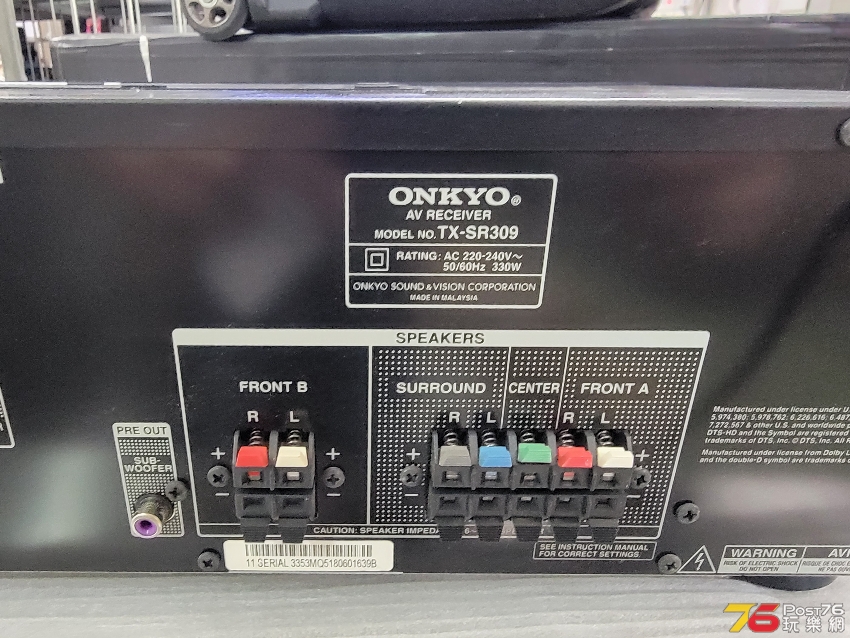 ONKYO®
AV RECEIVER
MODEL NO. TX-SR309
RATING: AC 220-240V~
50/60Hz 330W
ONKYO SOUND & VISION CORPORATION
MADE IN MALAYSIA
SPEAKERS
FRONT B
SURROUND
CENTER
FRONT A
R L
R L
R L
PRE OUT
SUB-
WOOFER
+ +
+ +
− −
− −
Manufactured under license under U.
5,974,380; 5,978,762; 6,226,616; 6,487
7,272,567 & other U.S. and worldwide p
DTS-HD and the Symbol are registered
trademarks of DTS, Inc. © DTS, Inc. All R
Manufactured under license from Dolby L
and the double-D symbol are trademarks o
CAUTION: SPEAKER IMPEDA
SEE INSTRUCTION MANUAL
FOR CORRECT SETTINGS.
11 SERIAL 3353MQ5180601639B
WARNING
AVI
RISK OF ELECTRIC SHOCK
DO NOT OPEN
RISQUE DE CHOC E
NE PAS OUV
76 Post76
玩樂網